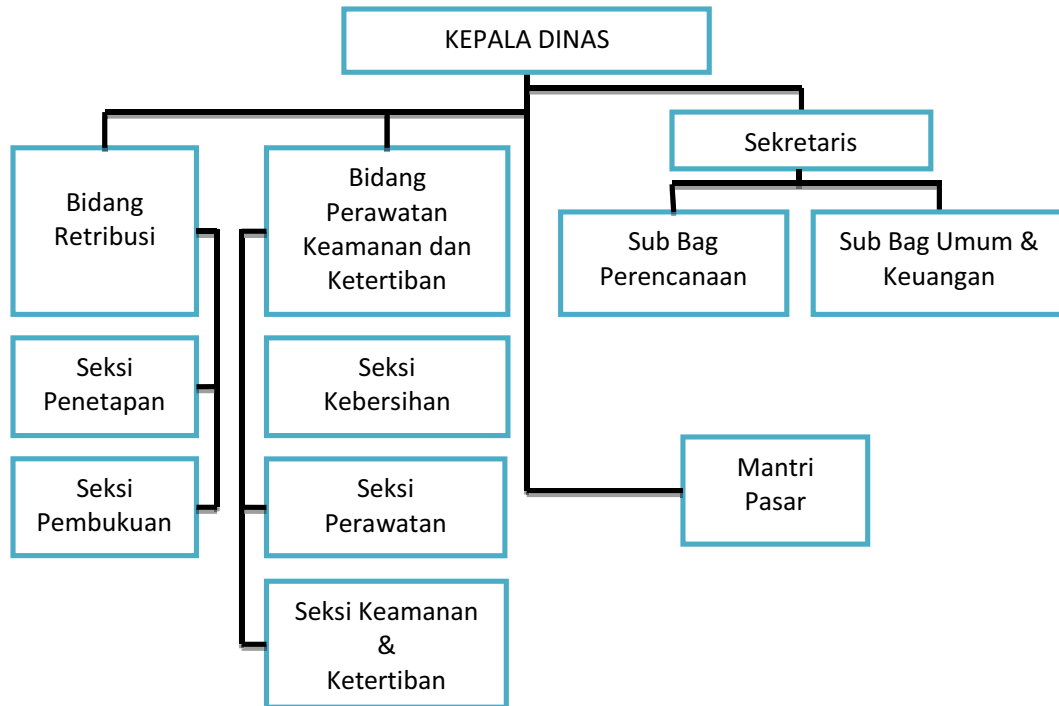 KEPALA DINAS
Sekretaris
Bidang
Retribusi
Bidang
Perawatan
Keamanan dan
Ketertiban
Sub Bag
Perencanaan
Sub Bag Umum &
Keuangan
Seksi
Penetapan
Seksi
Kebersihan
Mantri
Pasar
Seksi
Pembukuan
Seksi
Perawatan
Seksi Keamanan
&
Ketertiban